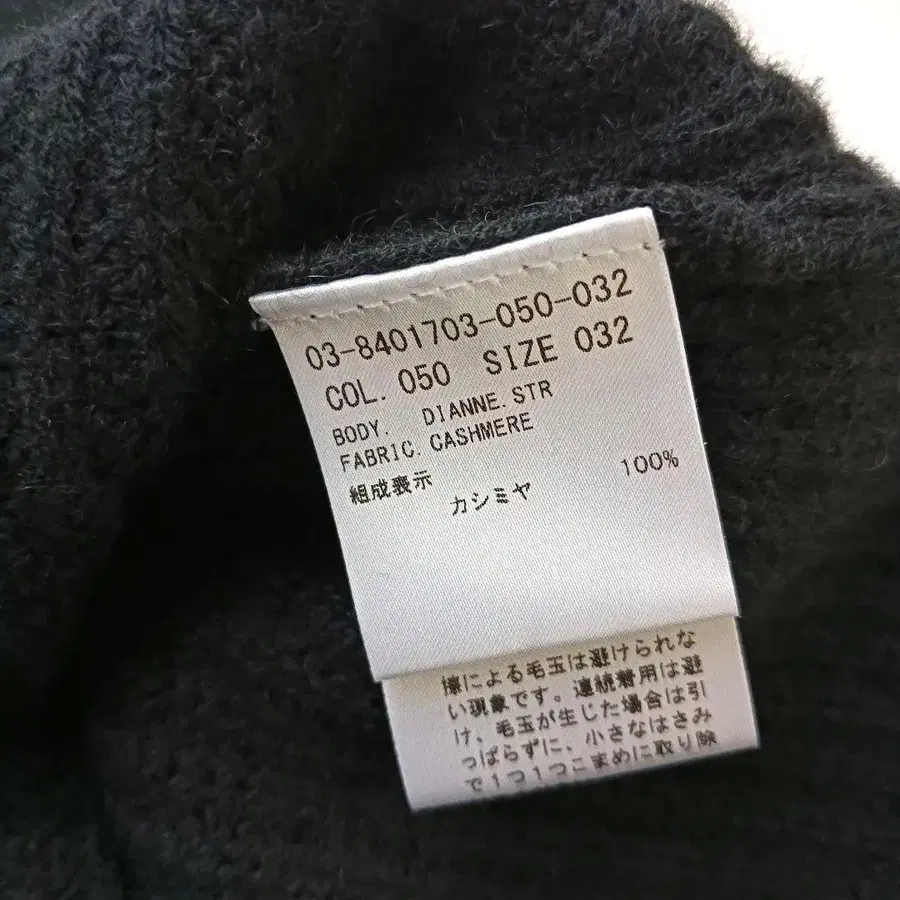 03-8401703-050-032
COL. 050 SIZE 032
BODY. DIANNE. STR
FABRIC. CASHMERE
組成表示
カシミヤ 100%
擦による毛玉は避けられな
い現象です。連続着用は避
け、毛玉が生じた場合は引
っぱらずに、小さなはさみ
で1つ1つこまめに取り除